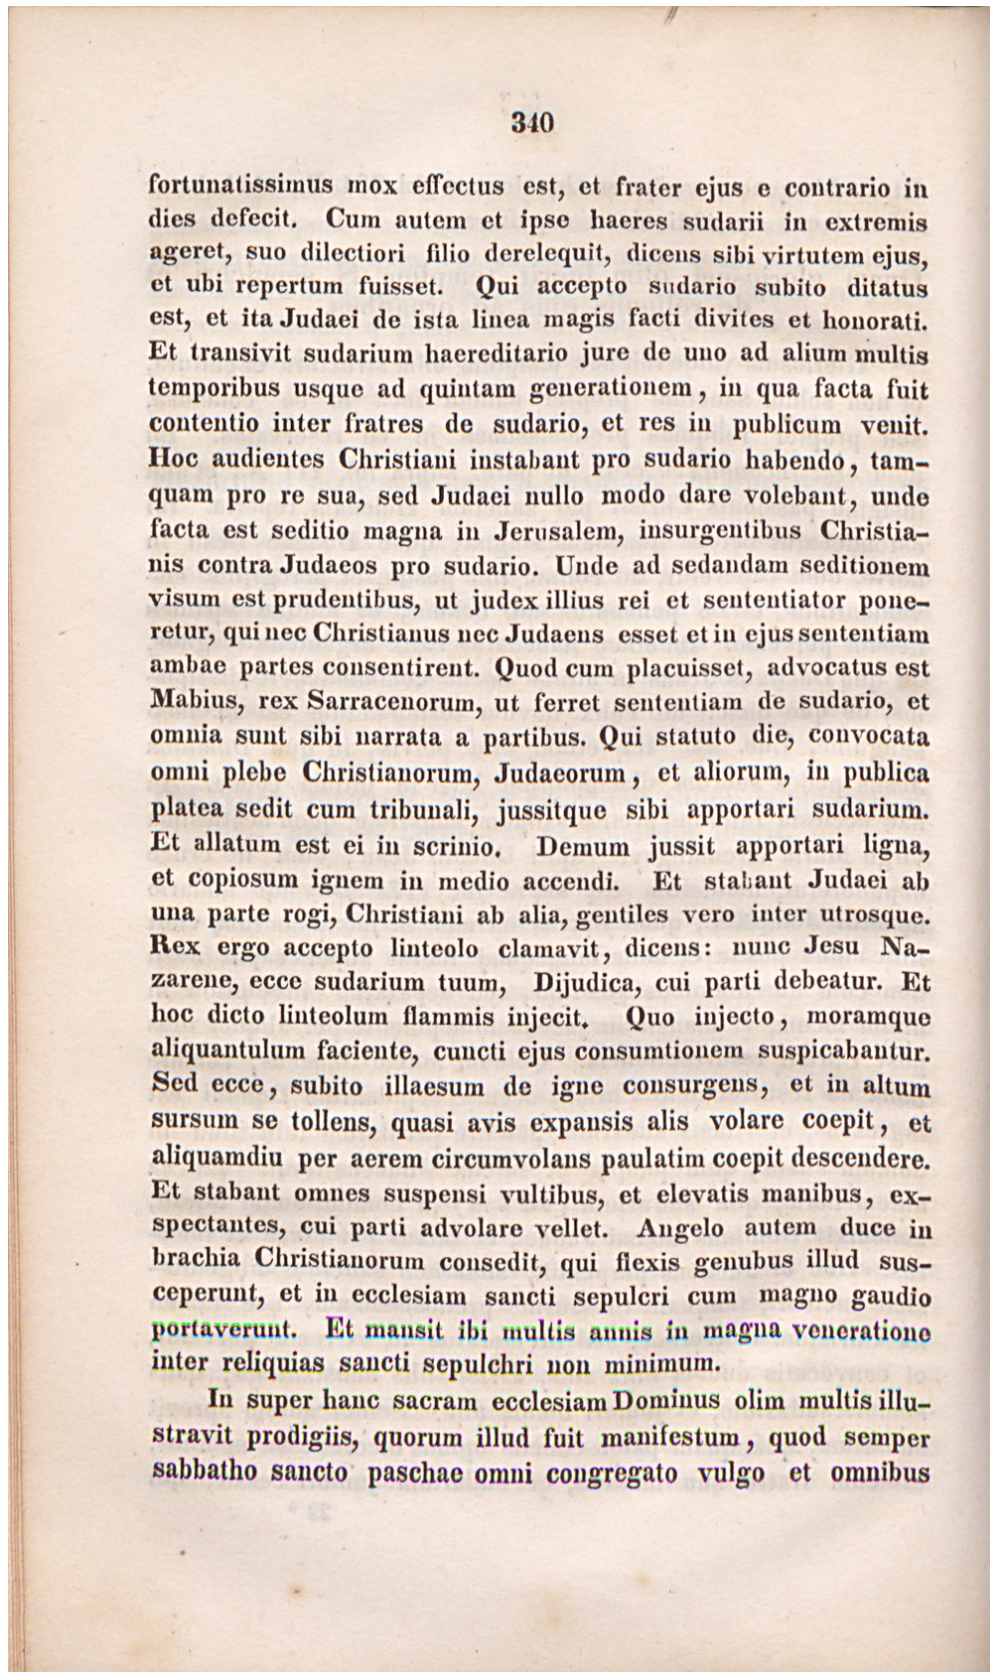 340
fortunatissimus mox effectus est, et frater ejus e contrario in
dies defecit. Cum autem et ipse haeres sudarii in extremis
ageret, suo dilectiori filio derelequit, dicens sibi virtutem ejus,
et ubi repertum fuisset. Qui accepto sudario subito ditatus
est, et ita Judaei de ista linea magis facti divites et honorati.
Et transivit sudarium haereditario jure de uno ad alium multis
temporibus usque ad quintam generationem, in qua facta fuit
contentio inter fratres de sudario, et res in publicum venit.
Hoc audientes Christiani instabant pro sudario habendo, tam-
quam pro re sua, sed Judaei nullo modo dare volebant, unde
facta est seditio magna in Jerusalem, insurgentibus Christia-
nis contra Judaeos pro sudario. Unde ad sedandam seditionem
visum est prudentibus, ut judex illius rei et sententiator pone-
retur, qui nec Christianus nec Judaens esset et in ejus sententiam
ambae partes consentirent. Quod cum placuisset, advocatus est
Mabius, rex Sarracenorum, ut ferret sententiam de sudario, et
omnia sunt sibi narrata a partibus. Qui statuto die, convocata
omni plebe Christianorum, Judaeorum, et aliorum, in publica
platea sedit cum tribunali, jussitque sibi apportari sudarium.
Et allatum est ei in scrinio. Demum jussit apportari ligna,
et copiosum ignem in medio accendi. Et stabant Judaei ab
una parte rogi, Christiani ab alia, gentiles vero inter utrosque.
Rex ergo accepto linteolo clamavit, dicens: nunc Jesu Na-
zarene, ecce sudarium tuum, Dijudica, cui parti debeatur. Et
hoc dicto linteolum flammis injecit. Quo injecto, moramque
aliquantulum faciente, cuncti ejus consumtionem suspicabantur.
Sed ecce, subito illaesum de igne consurgens, et in altum
sursum se tollens, quasi avis expansis alis volare coepit, et
aliquamdiu per aerem circumvolans paulatim coepit descendere.
Et stabant omnes suspensi vultibus, et elevatis manibus, ex-
spectantes, cui parti advolare vellet. Angelo autem duce in
brachia Christianorum consedit, qui flexis genubus illud sus-
ceperunt, et in ecclesiam sancti sepulcri cum magno gaudio
portaverunt. Et mansit ibi multis annis in magna veneratione
inter reliquias sancti sepulchri non minimum.
In super hanc sacram ecclesiam Dominus olim multis illu-
stravit prodigiis, quorum illud fuit manifestum, quod semper
sabbatho sancto paschae omni congregato vulgo et omnibus